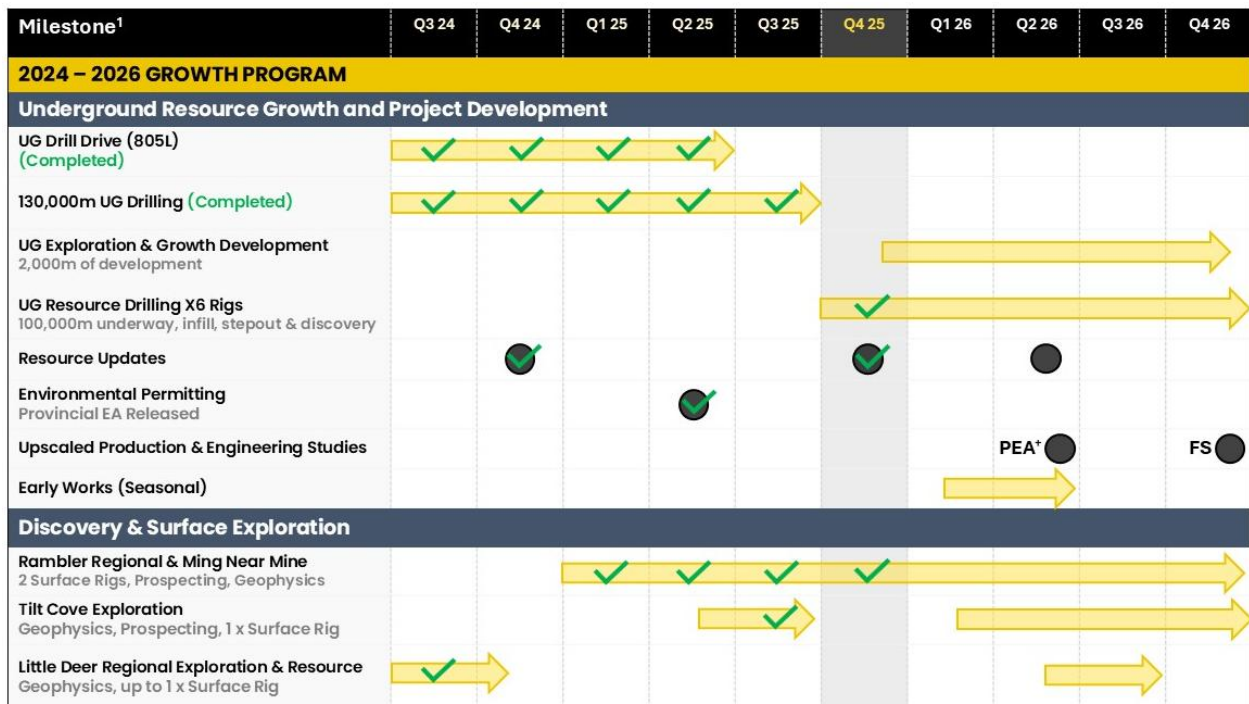 Milestone¹ Q3 24 Q4 24 Q1 25 Q2 25 Q3 25 Q4 25 Q1 26 Q2 26 Q3 26 Q4 26
2024 – 2026 GROWTH PROGRAM
Underground Resource Growth and Project Development
UG Drill Drive (805L)
(Completed)
130,000m UG Drilling (Completed)
UG Exploration & Growth Development
2,000m of development
UG Resource Drilling X6 Rigs
100,000m underway, infill, stepout & discovery
Resource Updates
Environmental Permitting
Provincial EA Released
Upscaled Production & Engineering Studies PEA⁺ FS
Early Works (Seasonal)
Discovery & Surface Exploration
Rambler Regional & Ming Near Mine
2 Surface Rigs, Prospecting, Geophysics
Tilt Cove Exploration
Geophysics, Prospecting, 1 x Surface Rig
Little Deer Regional Exploration & Resource
Geophysics, up to 1 x Surface Rig